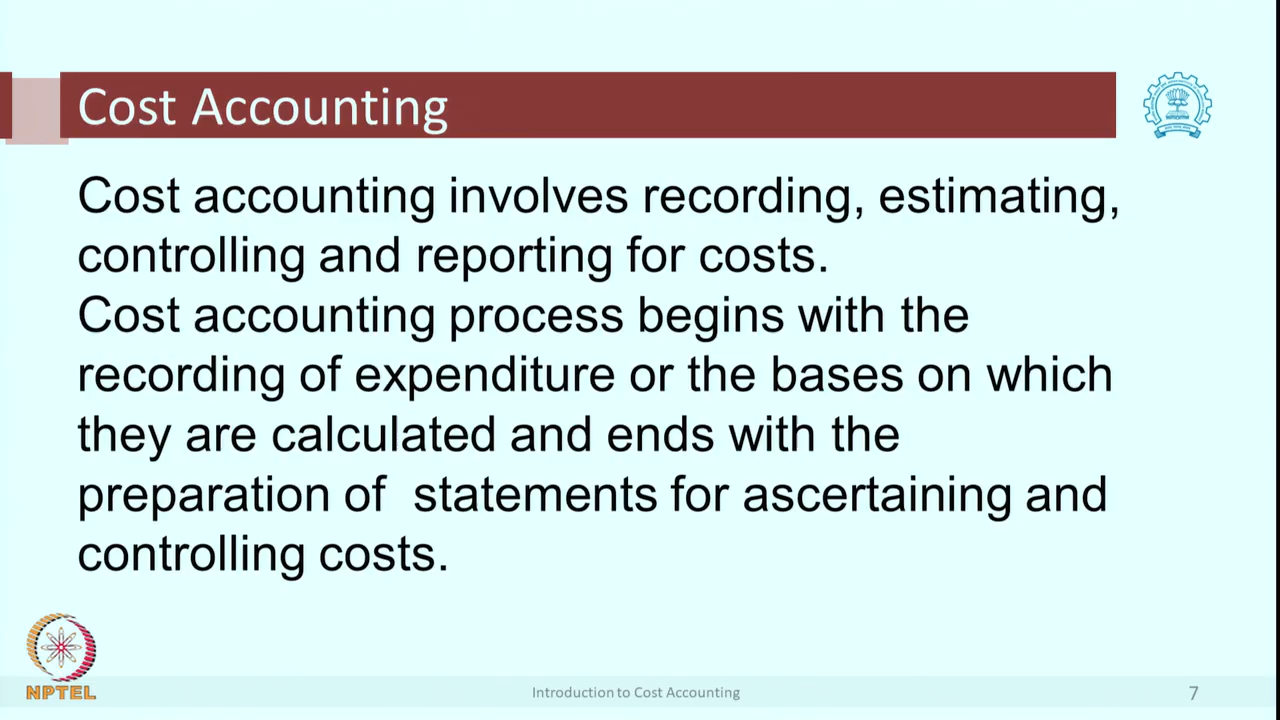 Cost Accounting
Cost accounting involves recording, estimating,
controlling and reporting for costs.
Cost accounting process begins with the
recording of expenditure or the bases on which
they are calculated and ends with the
preparation of  statements for ascertaining and
controlling costs.
NPTEL
Introduction to Cost Accounting
7